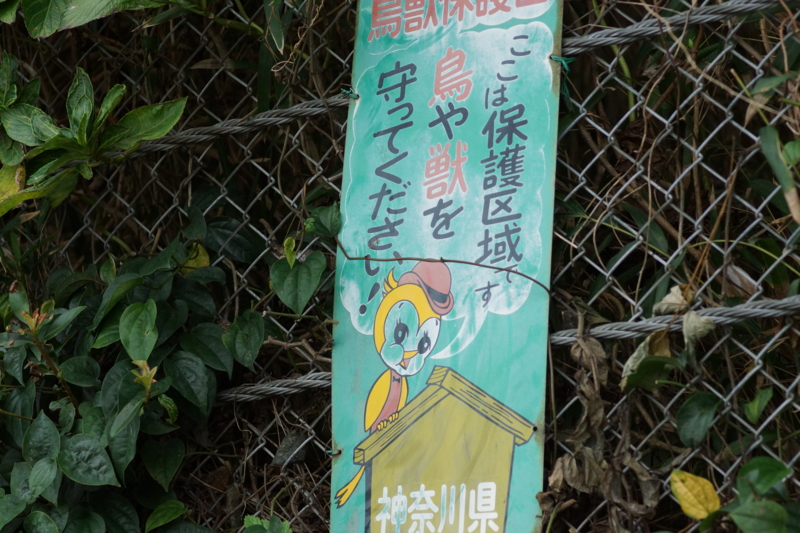 鳥獣保護区
ここは保護区域です
鳥や獣を
守ってください!
神奈川県